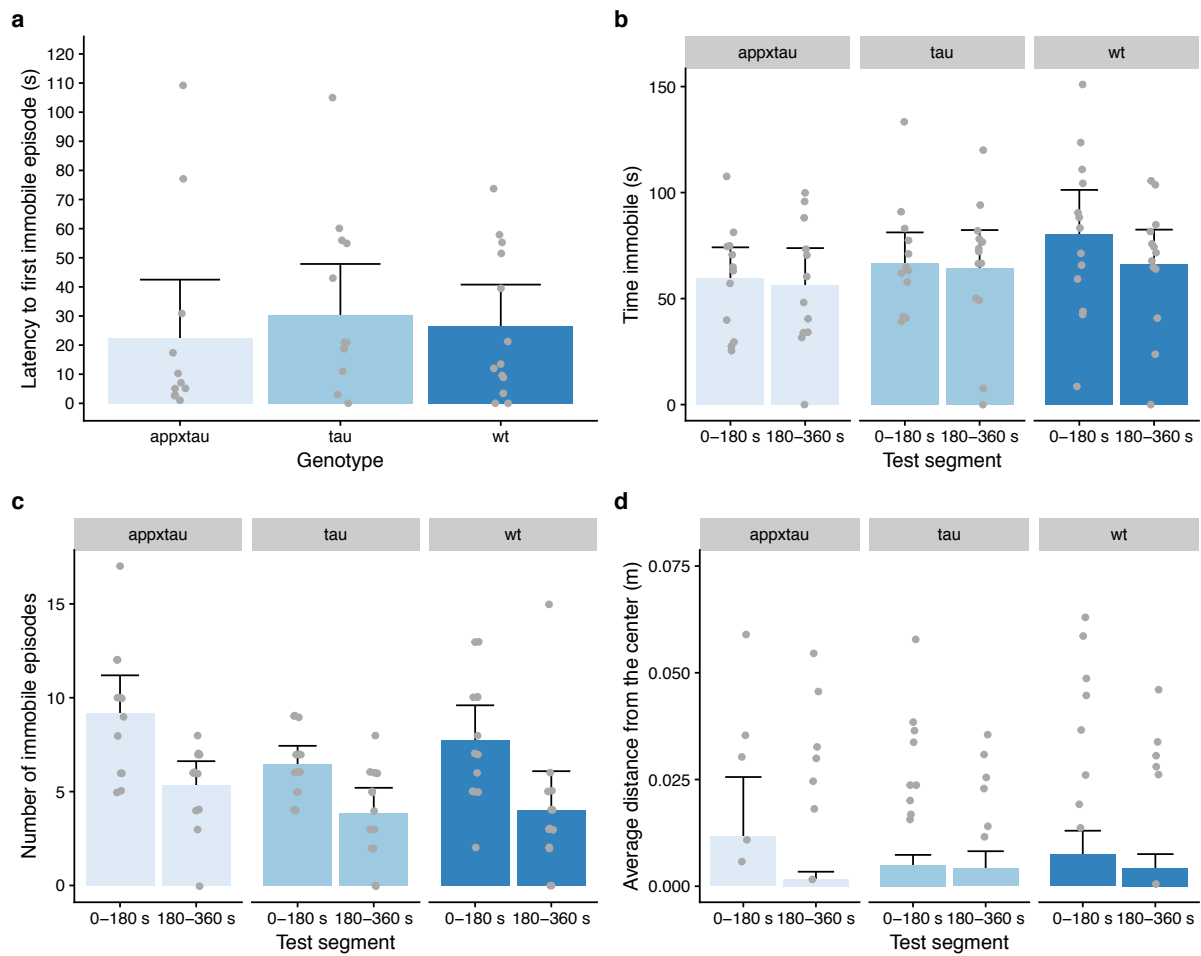 a
Latency to first immobile episode (s)
120
110
100
90
80
70
60
50
40
30
20
10
0
appxtau tau wt
Genotype
b
appxtau tau wt
Time immobile (s)
150
100
50
0
0−180 s 180−360 s 0−180 s 180−360 s 0−180 s 180−360 s
Test segment
c
appxtau tau wt
Number of immobile episodes
15
10
5
0
0−180 s 180−360 s 0−180 s 180−360 s 0−180 s 180−360 s
Test segment
d
appxtau tau wt
Average distance from the center (m)
0.075
0.050
0.025
0.000
0−180 s 180−360 s 0−180 s 180−360 s 0−180 s 180−360 s
Test segment